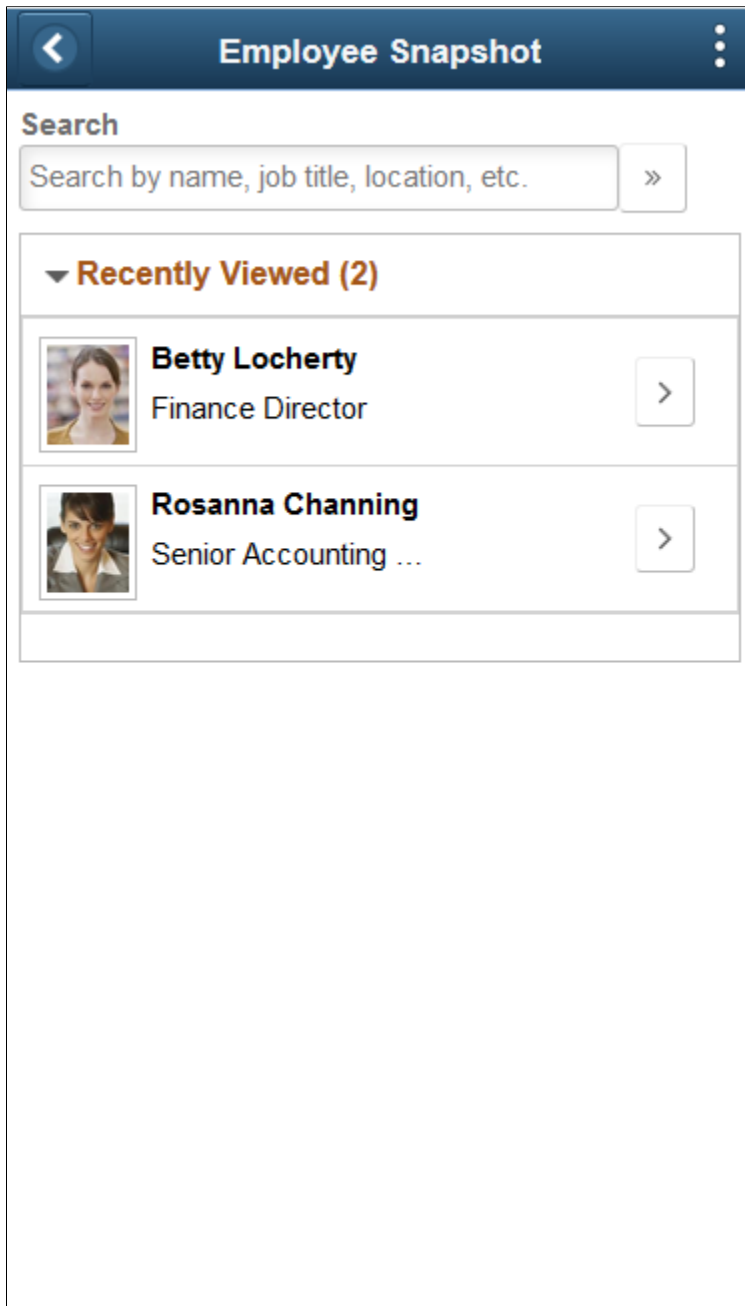 Employee Snapshot
Search
Search by name, job title, location, etc.
Recently Viewed (2)
Betty Locherty
Finance Director
Rosanna Channing
Senior Accounting ...